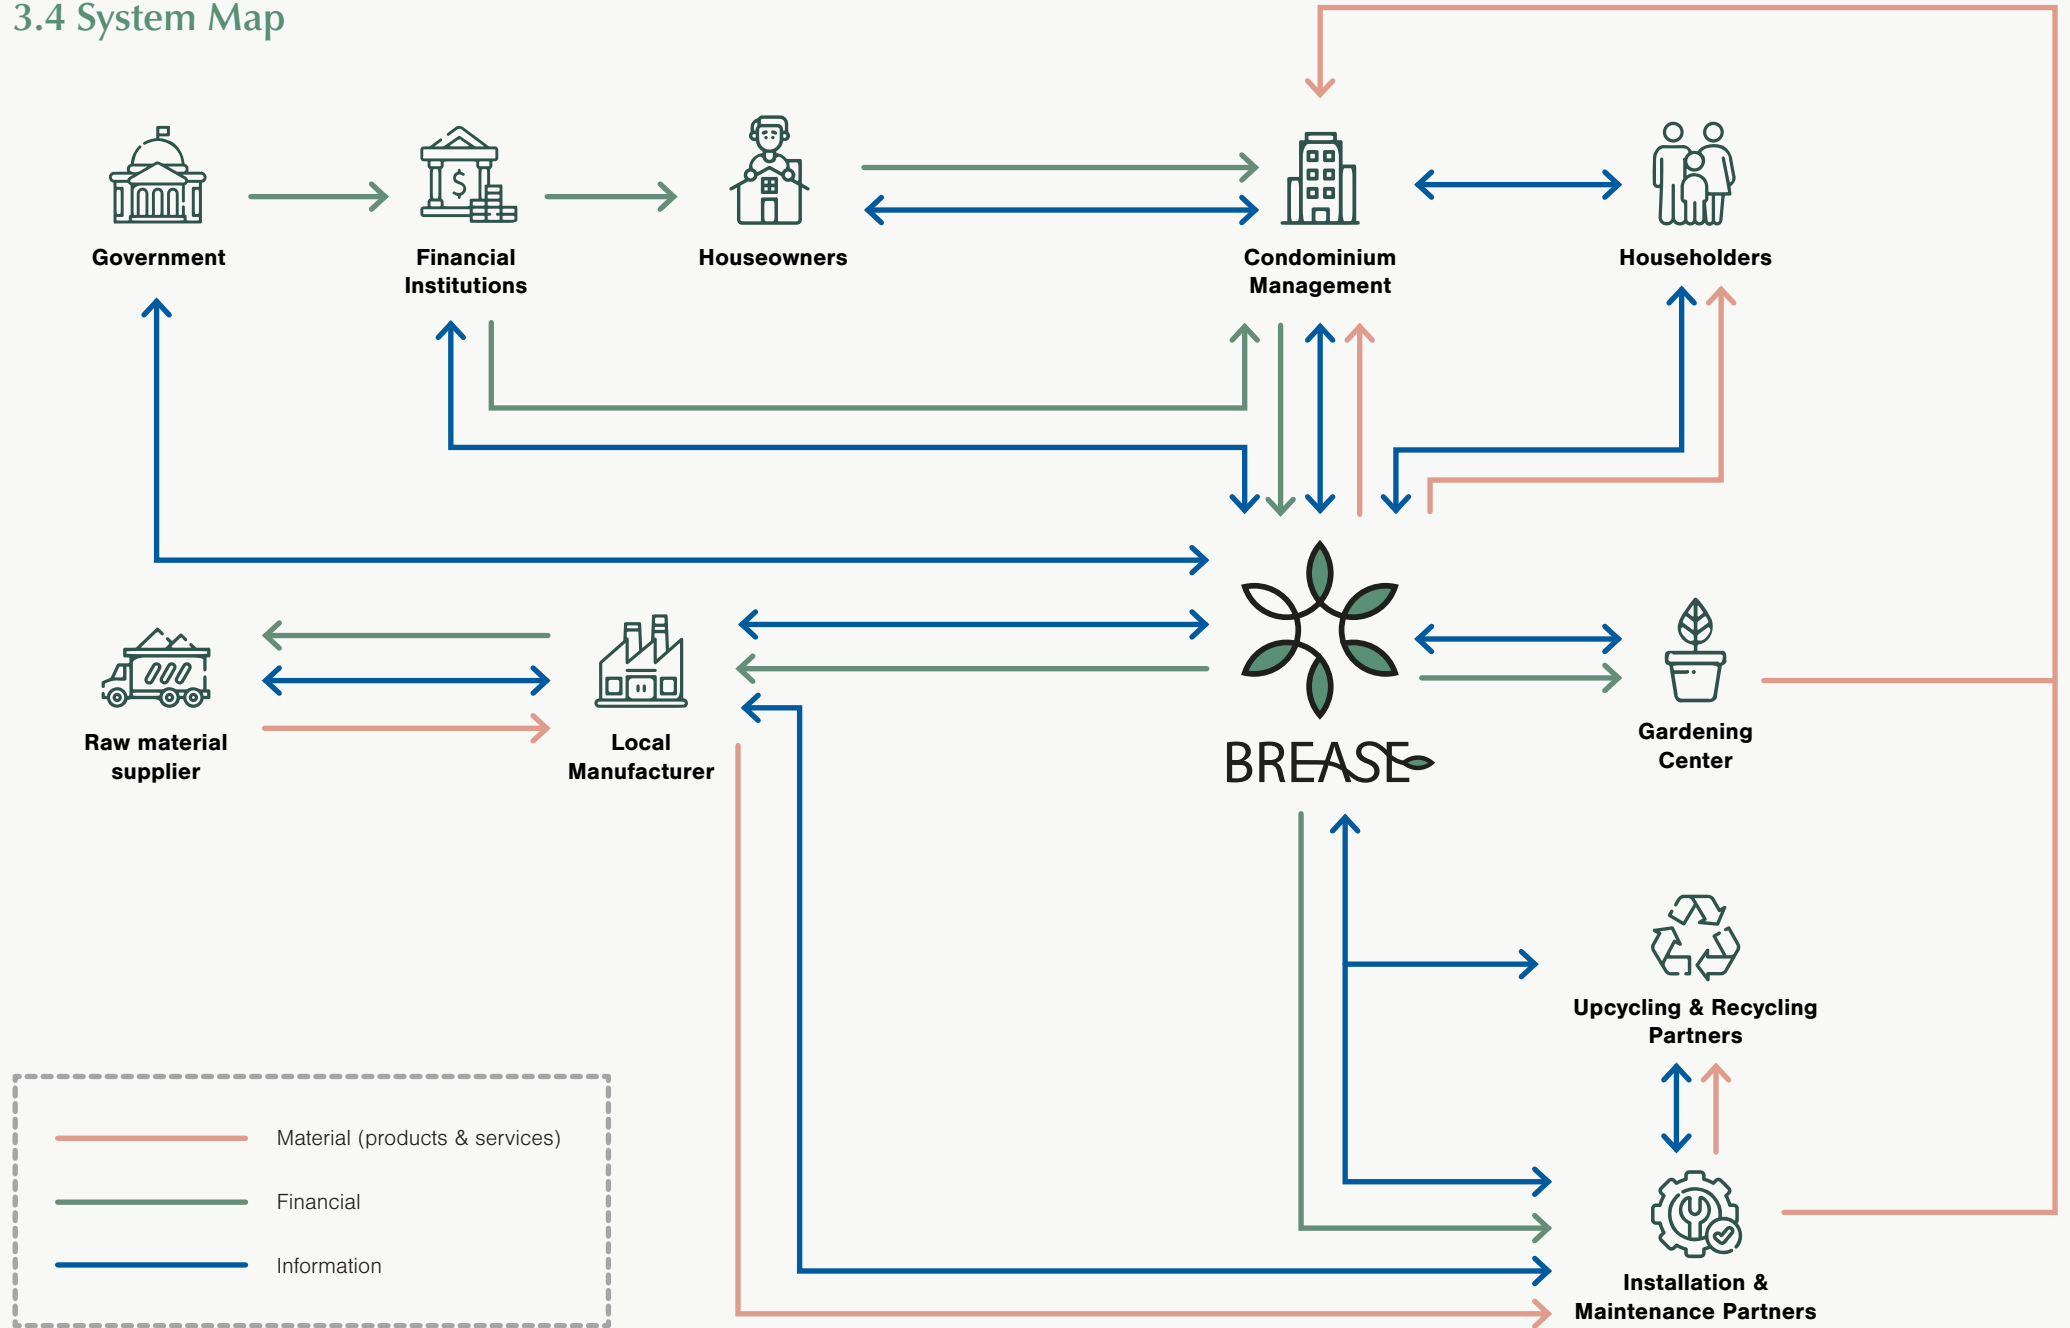 3.4 System Map
Government
Financial
Institutions
Houseowners
Condominium
Management
Householders
$
Raw material
supplier
Local
Manufacturer
BREASE
Gardening
Center
Upcycling & Recycling
Partners
Installation &
Maintenance Partners
Material (products & services)
Financial
Information